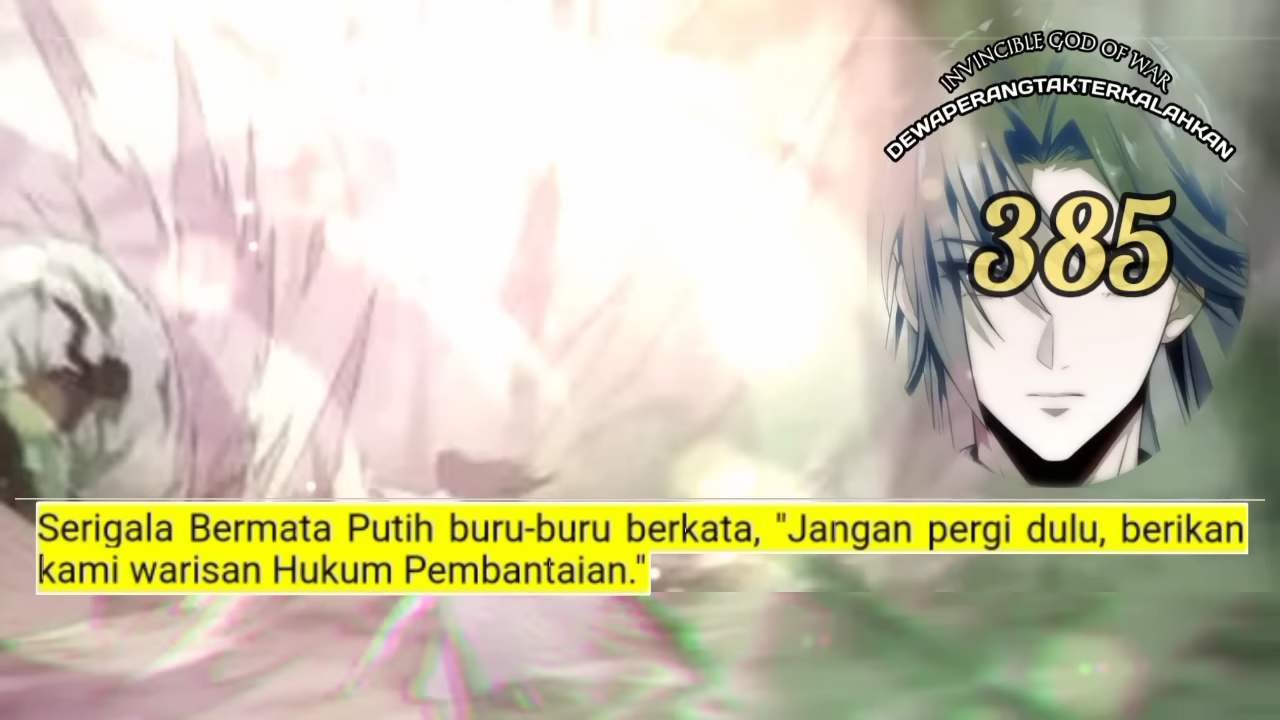 INVINCIBLE GOD OF WAR
DEWAPERANGTAKTERKALAHKAN
385
Serigala Bermata Putih buru-buru berkata, "Jangan pergi dulu, berikan
kami warisan Hukum Pembantaian."